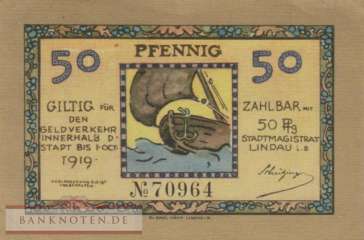 PFENNIG
50
50
GILTIG FÜR
DEN
GELDVERKEHR
INNERHALB D·
STADT BIS 1·OCT·
1919·
ZAHLBAR MIT
50 Pfg
STADTMAGISTRAT
LINDAU i. B
№ 70964
BANKNOTEN.DE